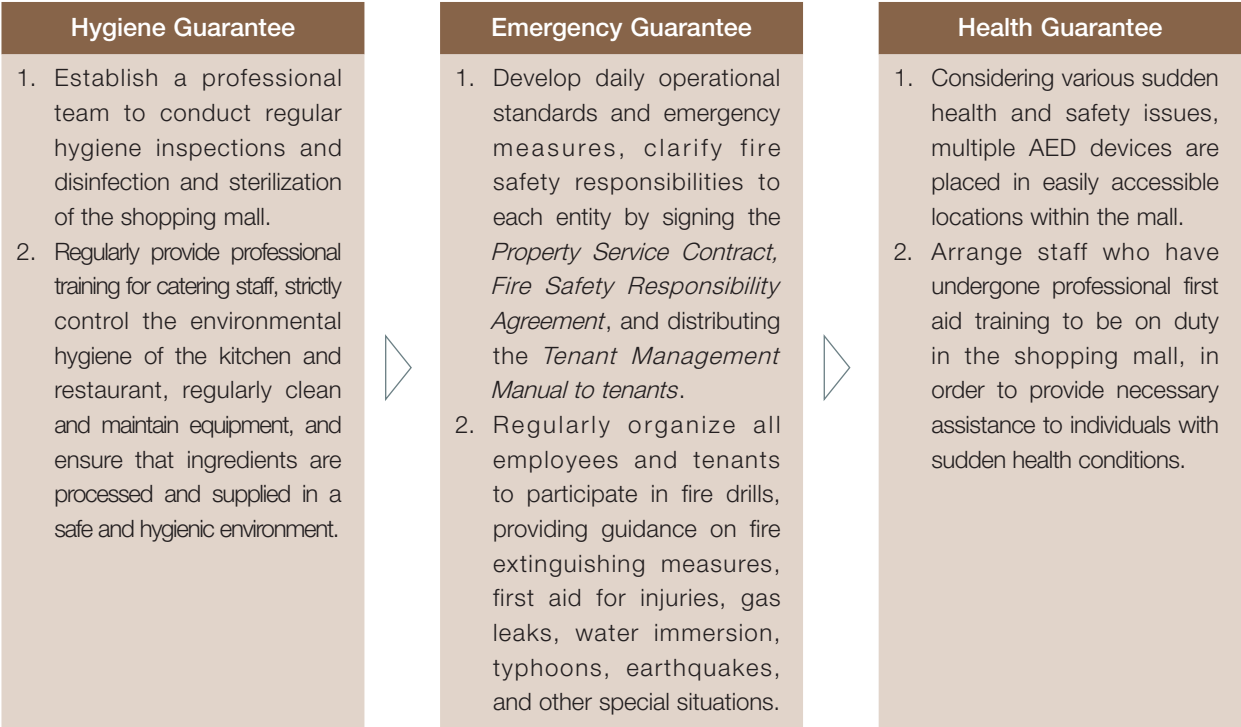 Hygiene Guarantee
1. Establish a professional
team to conduct regular
hygiene inspections and
disinfection and sterilization
of the shopping mall.
2. Regularly provide professional
training for catering staff, strictly
control the environmental
hygiene of the kitchen and
restaurant, regularly clean
and maintain equipment, and
ensure that ingredients are
processed and supplied in a
safe and hygienic environment.
Emergency Guarantee
1. Develop daily operational
standards and emergency
measures, clarify fire
safety responsibilities to
each entity by signing the
Property Service Contract,
Fire Safety Responsibility
Agreement, and distributing
the Tenant Management
Manual to tenants.
2. Regularly organize all
employees and tenants
to participate in fire drills,
providing guidance on fire
extinguishing measures,
first aid for injuries, gas
leaks, water immersion,
typhoons, earthquakes,
and other special situations.
Health Guarantee
1. Considering various sudden
health and safety issues,
multiple AED devices are
placed in easily accessible
locations within the mall.
2. Arrange staff who have
undergone professional first
aid training to be on duty
in the shopping mall, in
order to provide necessary
assistance to individuals with
sudden health conditions.